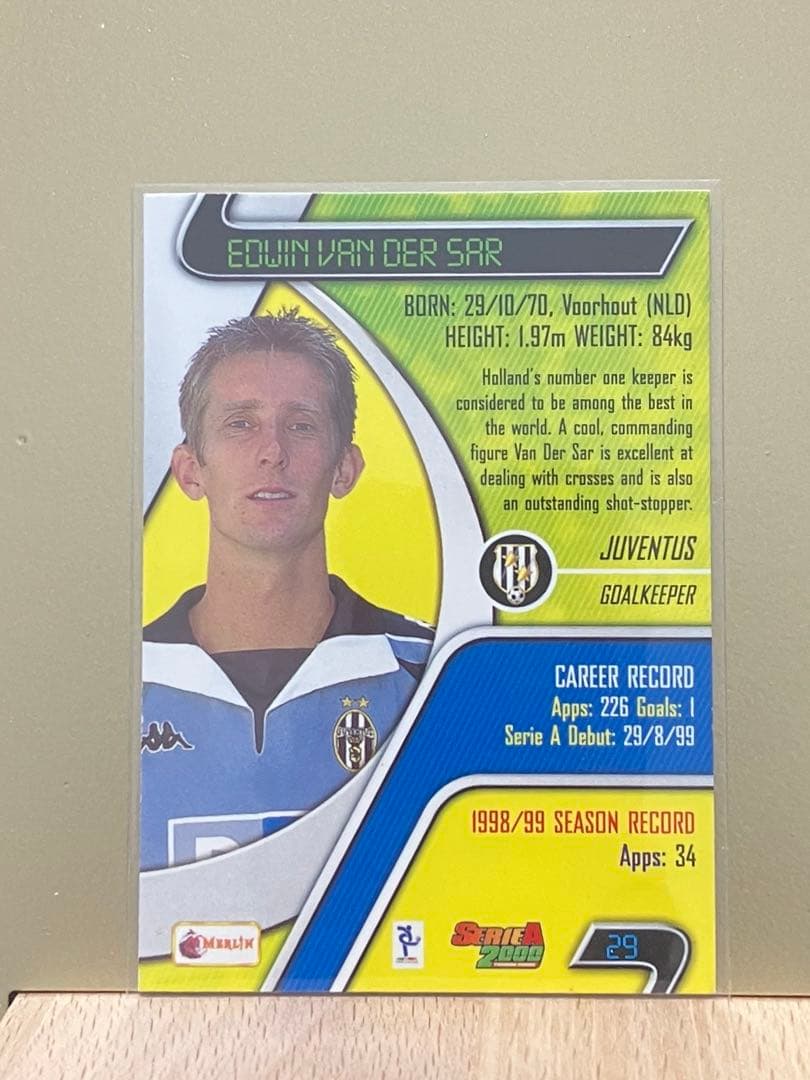 EDWIN VAN DER SAR
BORN: 29/10/70, Voorhout (NLD)
HEIGHT: 1.97m WEIGHT: 84kg
Holland's number one keeper is
considered to be among the best in
the world. A cool, commanding
figure Van Der Sar is excellent at
dealing with crosses and is also
an outstanding shot-stopper.
JUVENTUS
GOALKEEPER
CAREER RECORD
Apps: 226 Goals: 1
Serie A Debut: 29/8/99
1998/99 SEASON RECORD
Apps: 34
MERLIN
SERIE A
2000
29